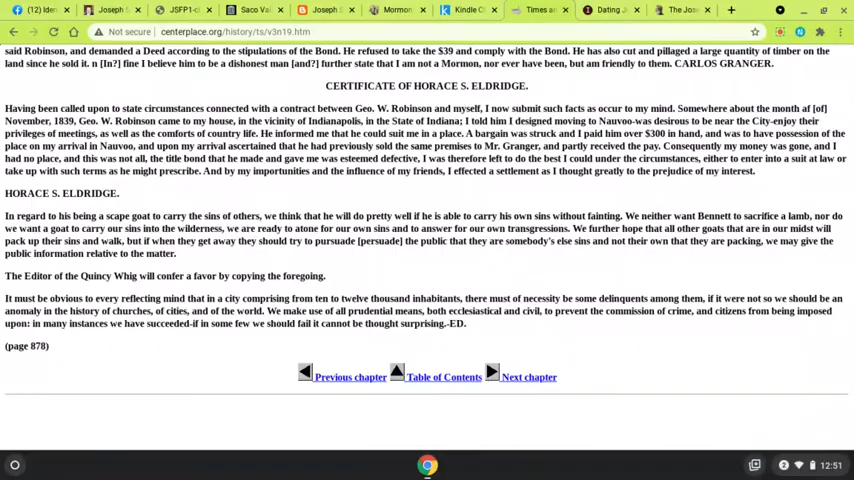 (12) Iden
Joseph S
JSFP1-cl
Saco Val
Joseph S
Mormon
Kindle C
Times an
Dating J
The Jose
Not secure | centerplace.org/history/ts/v3n19.htm
said Robinson, and demanded a Deed according to the stipulations of the Bond. He refused to take the $39 and comply with the Bond. He has also cut and pillaged a large quantity of timber on the
land since he sold it. n [In?] fine I believe him to be a dishonest man [and?] further state that I am not a Mormon, nor ever have been, but am friendly to them. CARLOS GRANGER.
CERTIFICATE OF HORACE S. ELDRIDGE.
Having been called upon to state circumstances connected with a contract between Geo. W. Robinson and myself, I now submit such facts as occur to my mind. Somewhere about the month af [of]
November, 1839, Geo. W. Robinson came to my house, in the vicinity of Indianapolis, in the State of Indiana; I told him I designed moving to Nauvoo-was desirous to be near the City-enjoy their
privileges of meetings, as well as the comforts of country life. He informed me that he could suit me in a place. A bargain was struck and I paid him over $300 in hand, and was to have possession of the
place on my arrival in Nauvoo, and upon my arrival ascertained that he had previously sold the same premises to Mr. Granger, and partly received the pay. Consequently my money was gone, and I
had no place, and this was not all, the title bond that he made and gave me was esteemed defective, I was therefore left to do the best I could under the circumstances, either to enter into a suit at law or
take up with such terms as he might prescribe. And by my importunities and the influence of my friends, I effected a settlement as I thought greatly to the prejudice of my interest.
HORACE S. ELDRIDGE.
In regard to his being a scape goat to carry the sins of others, we think that he will do pretty well if he is able to carry his own sins without fainting. We neither want Bennett to sacrifice a lamb, nor do
we want a goat to carry our sins into the wilderness, we are ready to atone for our own sins and to answer for our own transgressions. We further hope that all other goats that are in our midst will
pack up their sins and walk, but if when they get away they should try to pursuade [persuade] the public that they are somebody's else sins and not their own that they are packing, we may give the
public information relative to the matter.
The Editor of the Quincy Whig will confer a favor by copying the foregoing.
It must be obvious to every reflecting mind that in a city comprising from ten to twelve thousand inhabitants, there must of necessity be some delinquents among them, if it were not so we should be an
anomaly in the history of churches, of cities, and of the world. We make use of all prudential means, both ecclesiastical and civil, to prevent the commission of crime, and citizens from being imposed
upon: in many instances we have succeeded-if in some few we should fail it cannot be thought surprising.-ED.
(page 878)
Previous chapter Table of Contents Next chapter
2 12:51